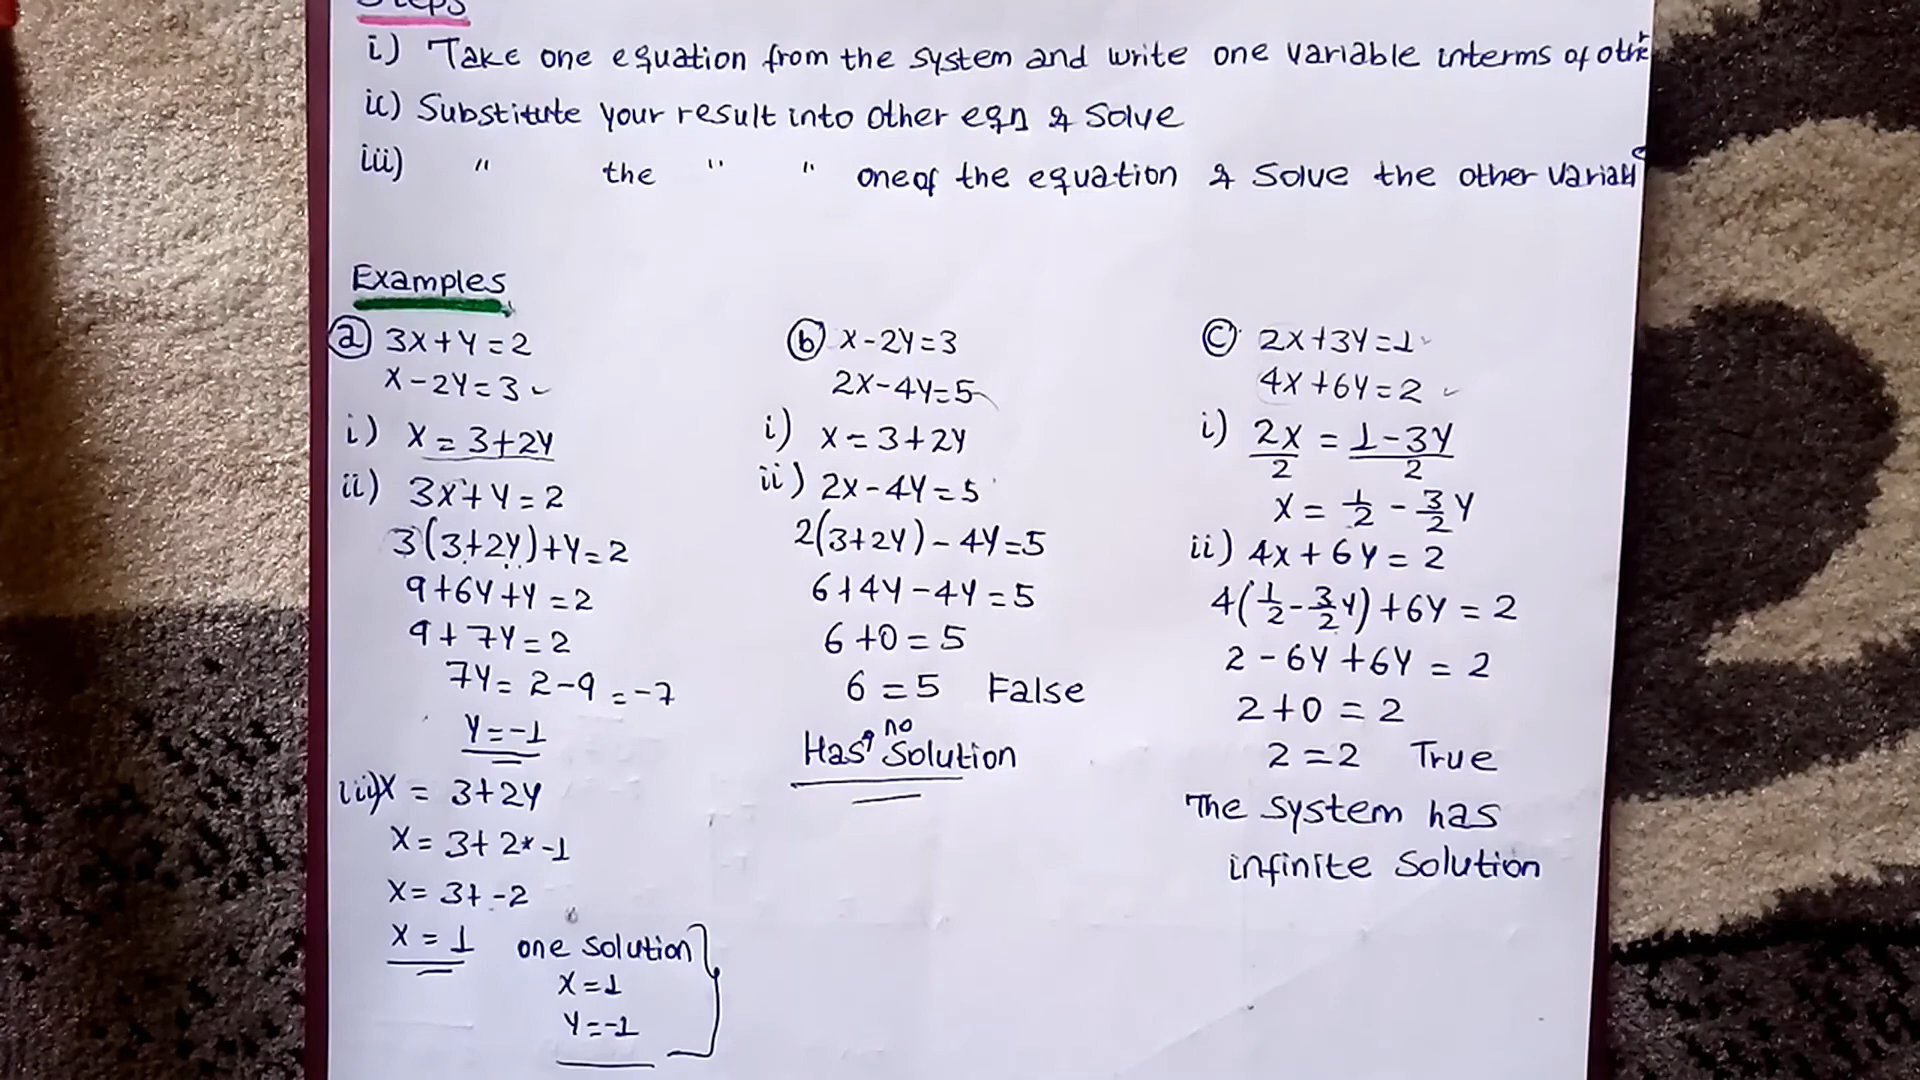 Steps
i) Take one equation from the system and write one variable interms of othr
ii) Substitute your result into other eqn & Solve
iii) " the " " one of the equation & Solve the other variable
Examples
(a) 3x+y=2
x-2y=3
i) x=3+2y
ii) 3x+y=2
3(3+2y)+y=2
9+6y+y=2
9+7y=2
7y=2-9=-7
y=-1
iii) x = 3+2y
x=3+2*-1
x=3+-2
x=1 one solution
x=1
y=-1
(b) x-2y=3
2x-4y=5
i) x=3+2y
ii) 2x-4y=5
2(3+2y)-4y=5
6+4y-4y=5
6+0=5
6=5 False
Has no Solution
(c) 2x+3y=1
4x+6y=2
i) 2x/2 = 1-3y/2
x=1/2-3/2y
ii) 4x+6y=2
4(1/2-3/2y)+6y=2
2-6y+6y=2
2+0=2
2=2 True
The system has
infinite solution